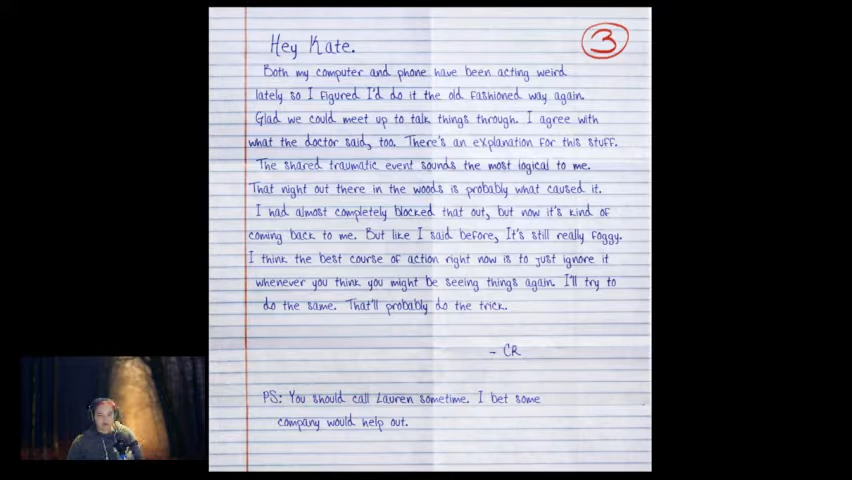 Hey Kate.
3
Both my computer and phone have been acting weird
lately so I figured I'd do it the old fashioned way again.
Glad we could meet up to talk things through. I agree with
what the doctor said, too. There's an explanation for this stuff.
The shared traumatic event sounds the most logical to me.
That night out there in the woods is probably what caused it.
I had almost completely blocked that out, but now it's kind of
coming back to me. But like I said before, It's still really foggy.
I think the best course of action right now is to just ignore it
whenever you think you might be seeing things again. I'll try to
do the same. That'll probably do the trick.
- CR
PS: You should call Lauren sometime. I bet some
company would help out.